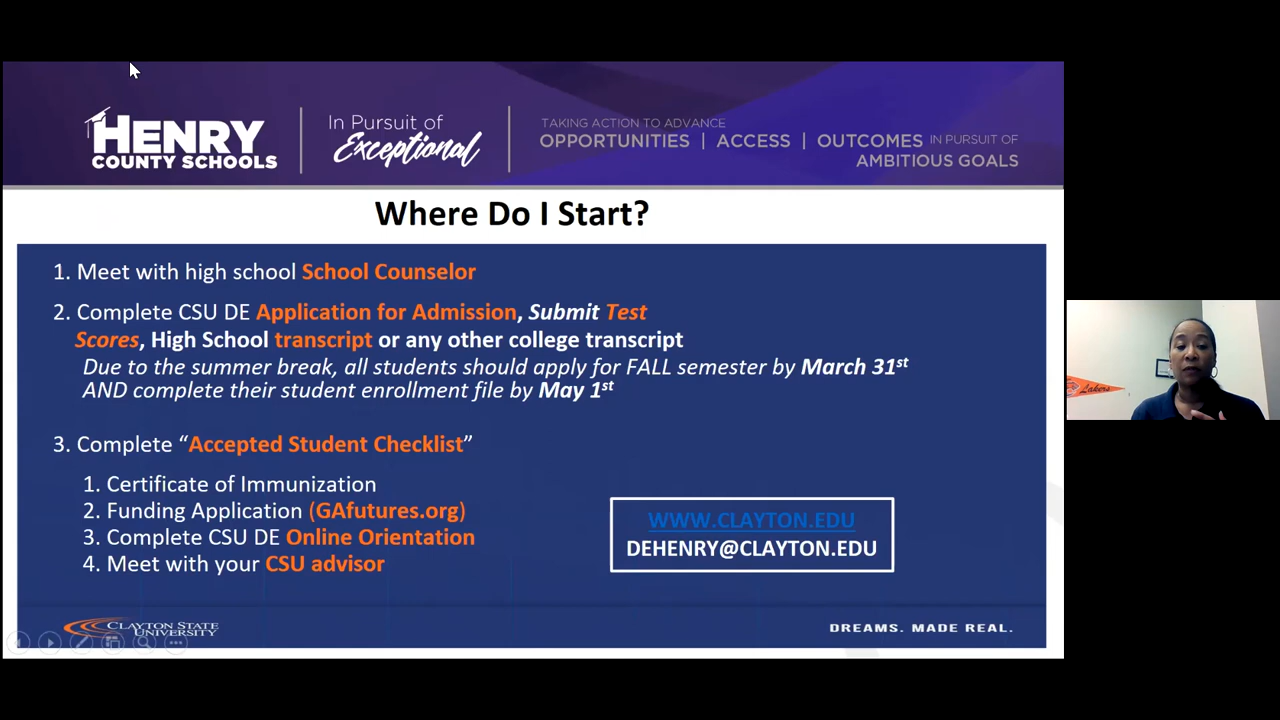 HENRY
COUNTY SCHOOLS
In Pursuit of
Exceptional
TAKING ACTION TO ADVANCE
OPPORTUNITIES | ACCESS | OUTCOMES IN PURSUIT OF
AMBITIOUS GOALS
Where Do I Start?
1. Meet with high school School Counselor
2. Complete CSU DE Application for Admission, Submit Test
Scores, High School transcript or any other college transcript
Due to the summer break, all students should apply for FALL semester by March 31st
AND complete their student enrollment file by May 1st
3. Complete “Accepted Student Checklist”
1. Certificate of Immunization
2. Funding Application (GAfutures.org)
3. Complete CSU DE Online Orientation
4. Meet with your CSU advisor
WWW.CLAYTON.EDU
DEHENRY@CLAYTON.EDU
CLAYTON STATE
UNIVERSITY
DREAMS. MADE REAL.
Lakers